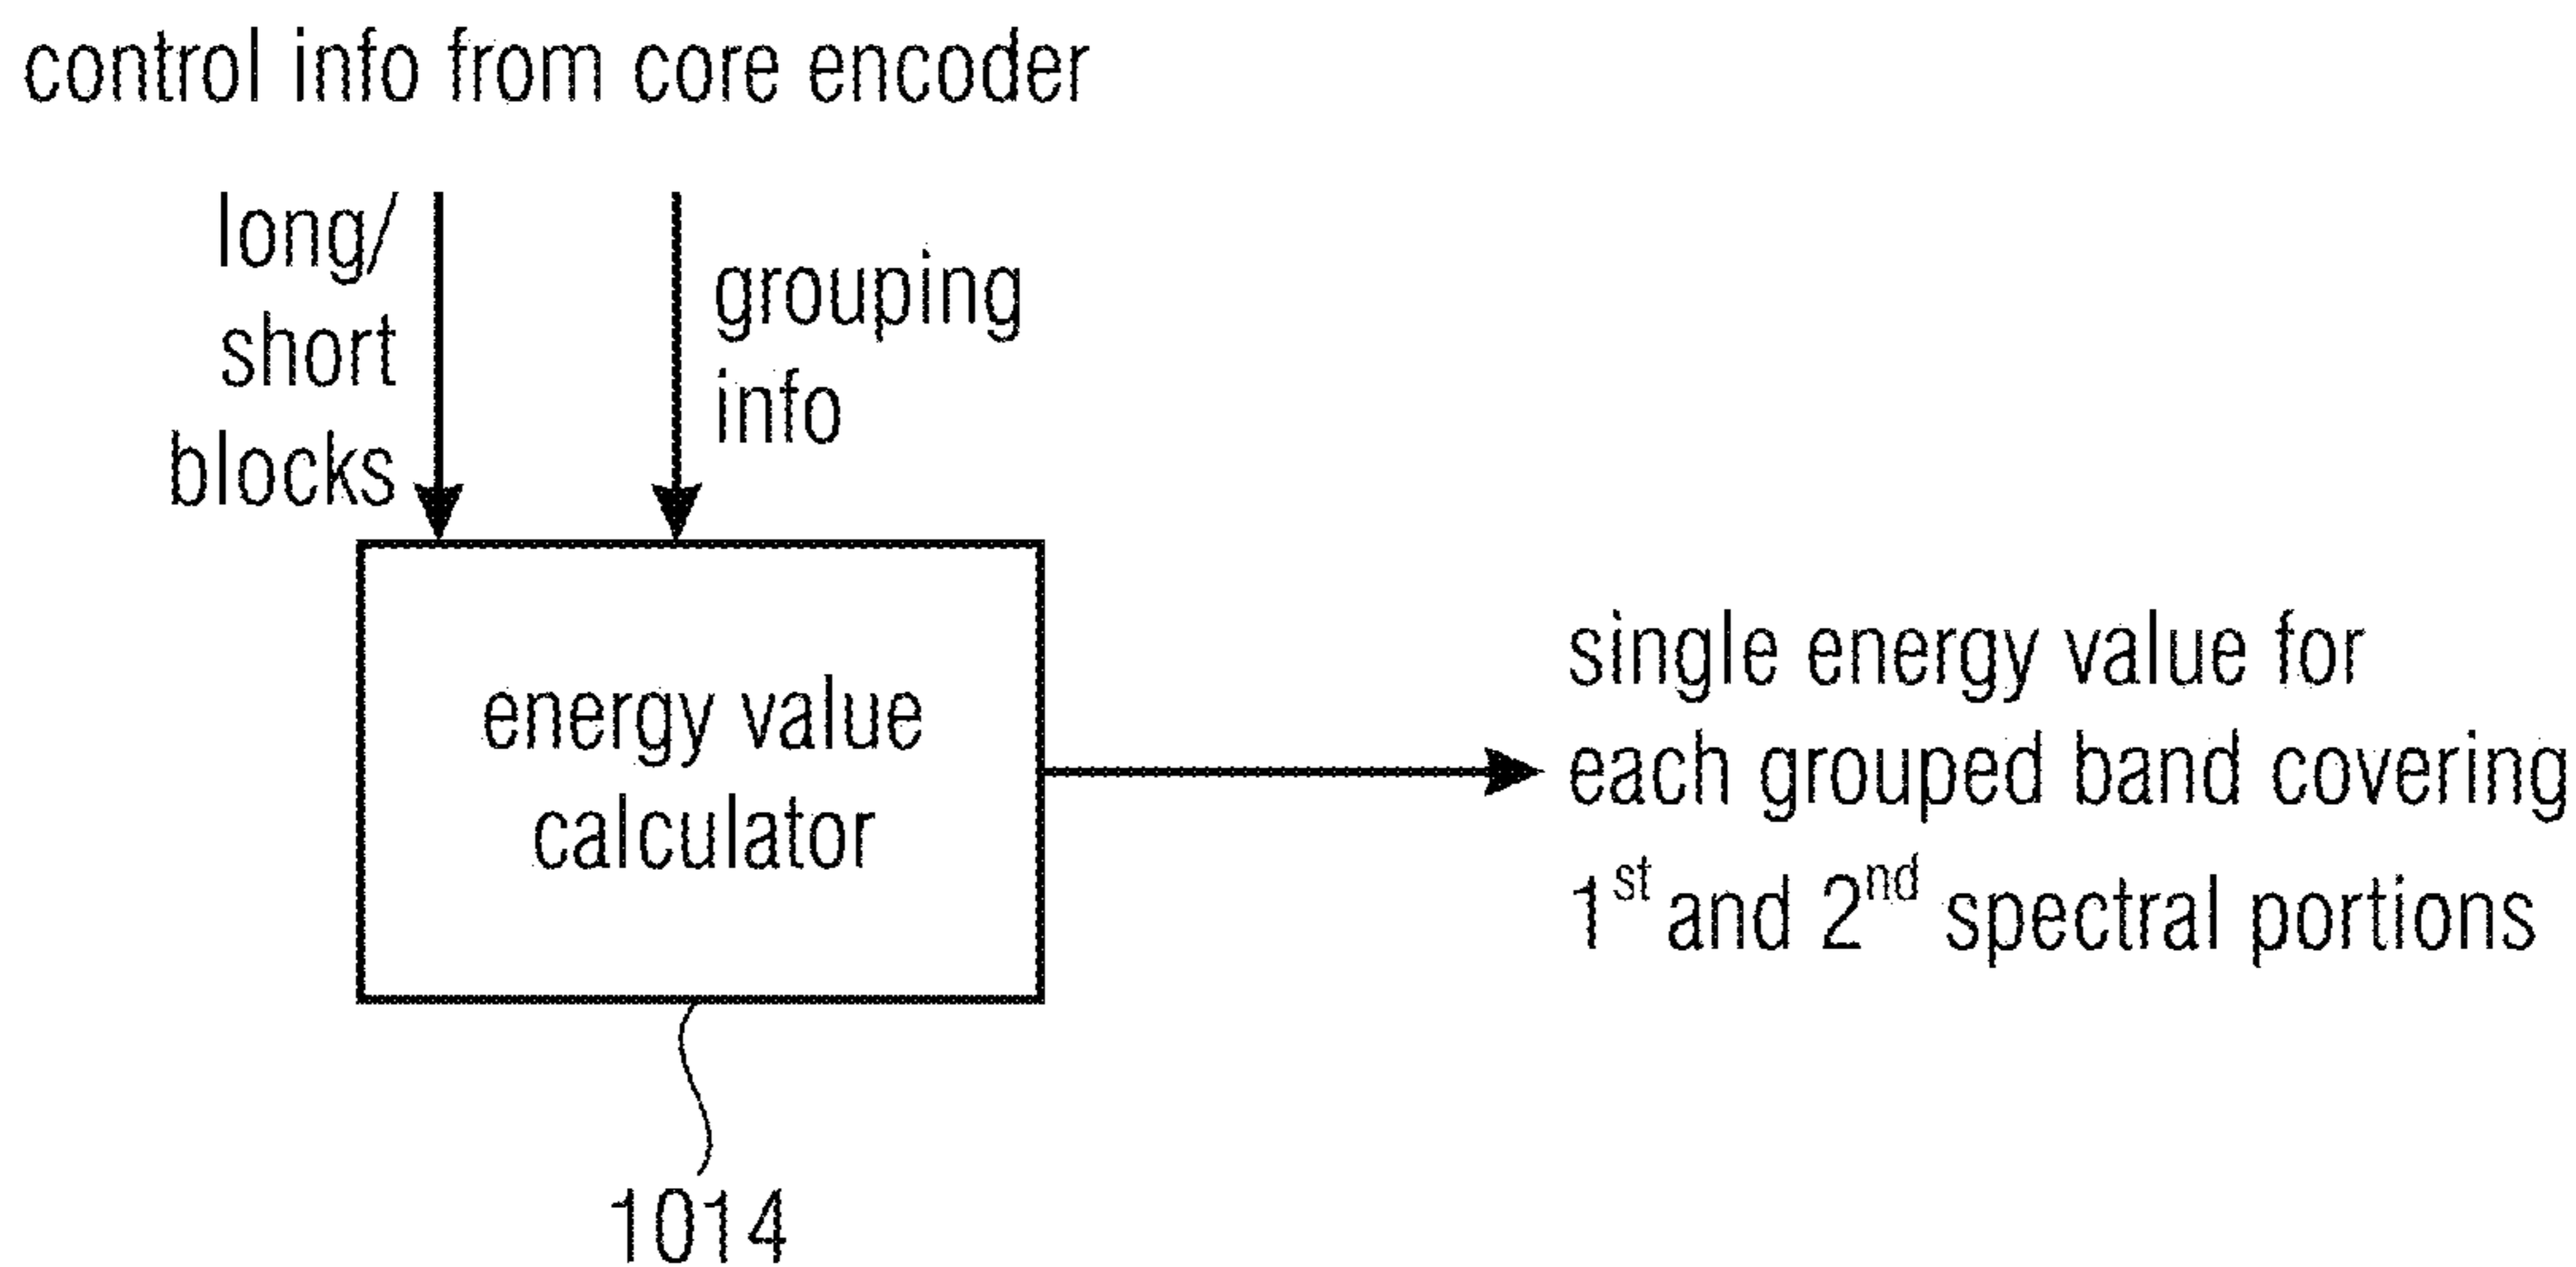 control info from core encoder
long/
short
blocks
grouping
info
energy value
calculator
single energy value for
each grouped band covering
1st and 2nd spectral portions
1014